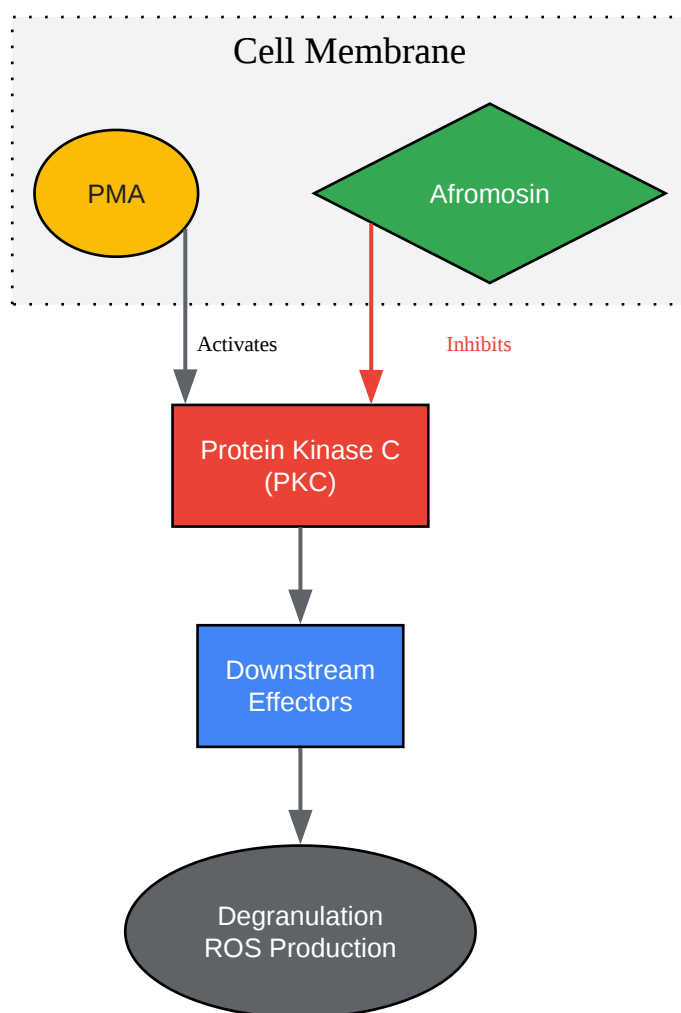 Cell Membrane
PMA
Afromosin
Activates
Inhibits
Protein Kinase C
(PKC)
Downstream
Effectors
Degranulation
ROS Production